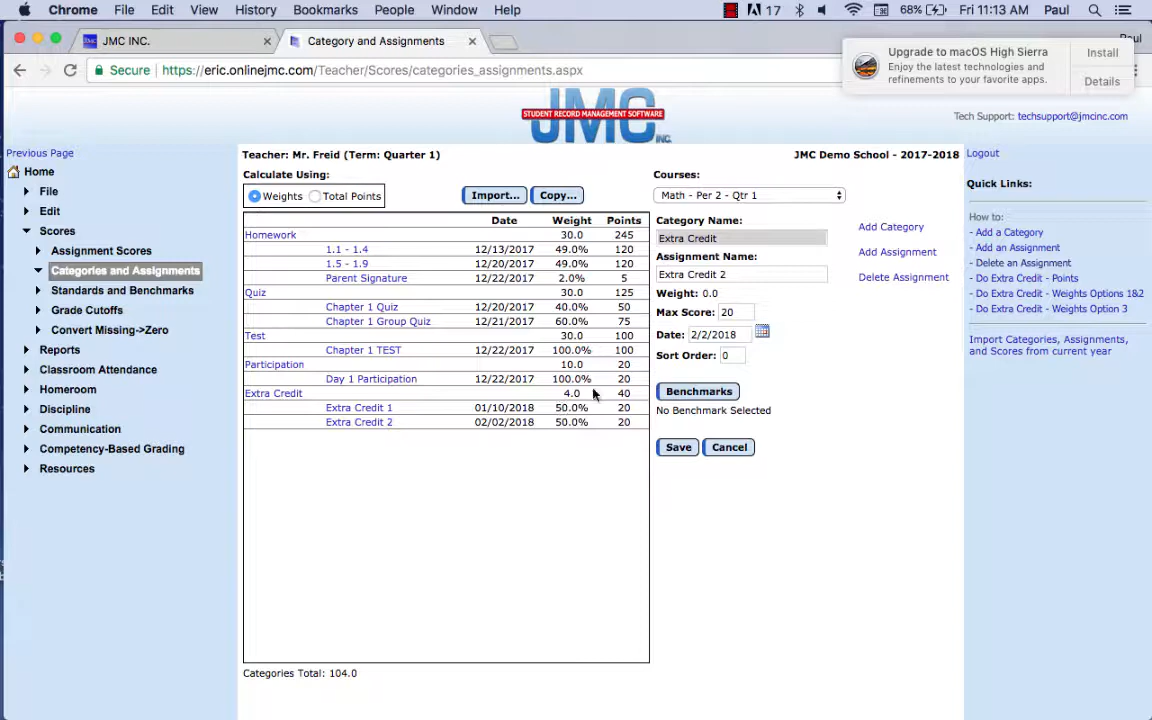 Chrome File Edit View History Bookmarks People Window Help 17 68% Fri 11:13 AM Paul
JMC INC. Category and Assignments
Secure https://eric.onlinejmc.com/Teacher/Scores/categories_assignments.aspx
Upgrade to macOS High Sierra
Enjoy the latest technologies and
refinements to your favorite apps.
Install
Details
JMC INC.
STUDENT RECORD MANAGEMENT SOFTWARE
Tech Support: techsupport@jmcinc.com
Previous Page
Home
File
Edit
Scores
Assignment Scores
Categories and Assignments
Standards and Benchmarks
Grade Cutoffs
Convert Missing->Zero
Reports
Classroom Attendance
Homeroom
Discipline
Communication
Competency-Based Grading
Resources
Teacher: Mr. Freid (Term: Quarter 1)
JMC Demo School - 2017-2018
Calculate Using:
Weights Total Points
Import... Copy...
Date Weight Points
Homework 30.0 245
1.1 - 1.4 12/13/2017 49.0% 120
1.5 - 1.9 12/20/2017 49.0% 120
Parent Signature 12/22/2017 2.0% 5
Quiz 30.0 125
Chapter 1 Quiz 12/20/2017 40.0% 50
Chapter 1 Group Quiz 12/21/2017 60.0% 75
Test 30.0 100
Chapter 1 TEST 12/22/2017 100.0% 100
Participation 10.0 20
Day 1 Participation 12/22/2017 100.0% 20
Extra Credit 4.0 40
Extra Credit 1 01/10/2018 50.0% 20
Extra Credit 2 02/02/2018 50.0% 20
Categories Total: 104.0
Courses:
Math - Per 2 - Qtr 1
Category Name:
Extra Credit
Assignment Name:
Extra Credit 2
Weight: 0.0
Max Score: 20
Date: 2/2/2018
Sort Order: 0
Benchmarks
No Benchmark Selected
Save Cancel
Add Category
Add Assignment
Delete Assignment
Logout
Quick Links:
How to:
- Add a Category
- Add an Assignment
- Delete an Assignment
- Do Extra Credit - Points
- Do Extra Credit - Weights Options 1&2
- Do Extra Credit - Weights Option 3
Import Categories, Assignments,
and Scores from current year